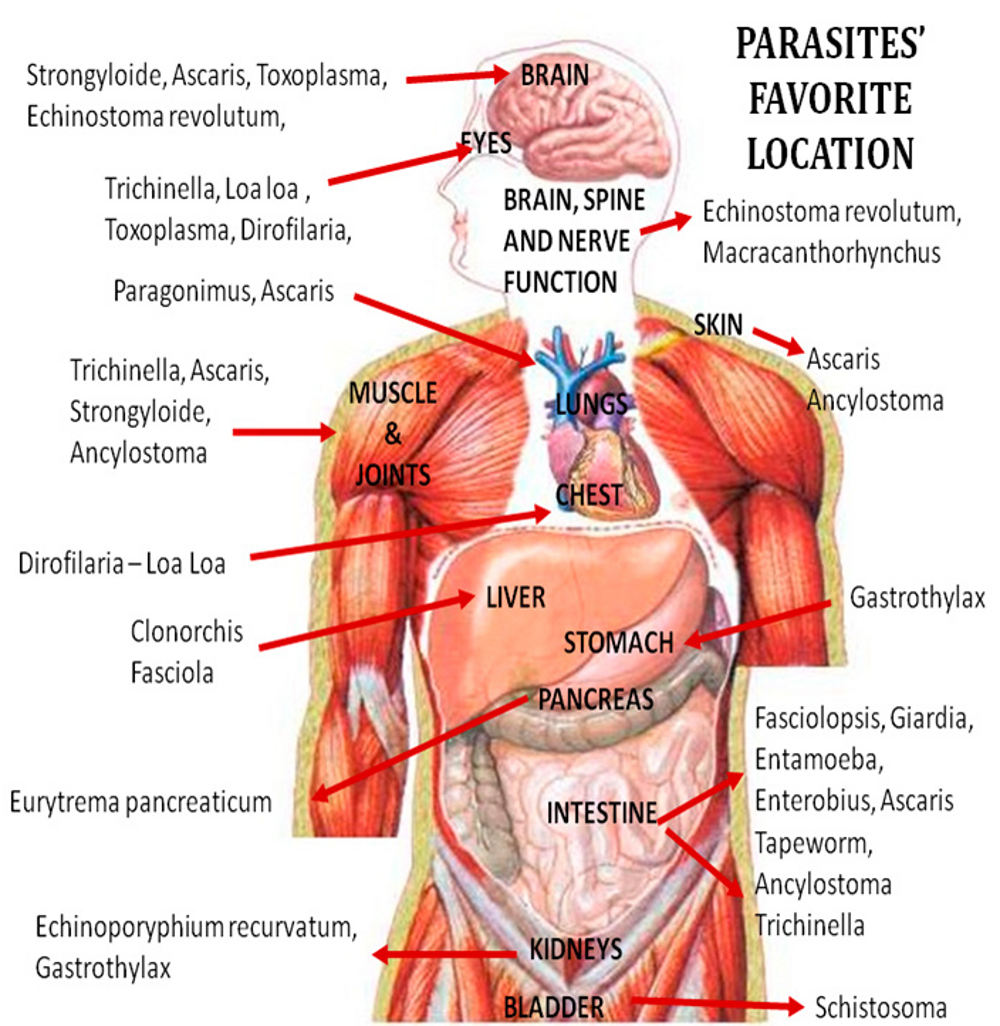 PARASITES'
FAVORITE
LOCATION
Strongyloide, Ascaris, Toxoplasma,
Echinostoma revolutum,
BRAIN
EYES
Trichinella, Loa loa ,
Toxoplasma, Dirofilaria,
BRAIN, SPINE
AND NERVE
FUNCTION
Echinostoma revolutum,
Macracanthorhynchus
Paragonimus, Ascaris
SKIN
Ascaris
Ancylostoma
Trichinella, Ascaris,
Strongyloide,
Ancylostoma
MUSCLE
&
JOINTS
LUNGS
CHEST
Dirofilaria – Loa Loa
LIVER
Clonorchis
Fasciola
STOMACH
Gastrothylax
PANCREAS
Eurytrema pancreaticum
INTESTINE
Fasciolopsis, Giardia,
Entamoeba,
Enterobius, Ascaris
Tapeworm,
Ancylostoma
Trichinella
Echinoporyphium recurvatum,
Gastrothylax
KIDNEYS
BLADDER
Schistosoma